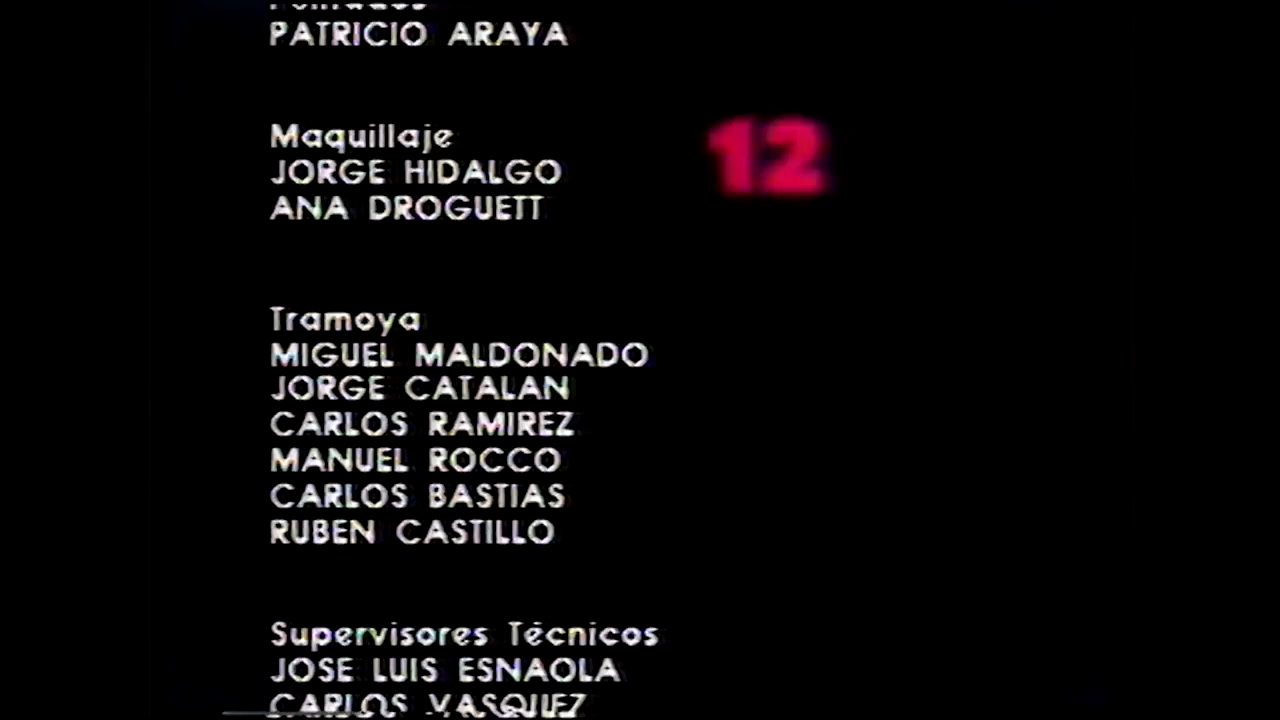 PATRICIO ARAYA
Maquillaje
JORGE HIDALGO
ANA DROGUETT
12
Tramoya
MIGUEL MALDONADO
JORGE CATALAN
CARLOS RAMIREZ
MANUEL ROCCO
CARLOS BASTIAS
RUBEN CASTILLO
Supervisores Técnicos
JOSE LUIS ESNAOLA
CARLOS VASQUEZ